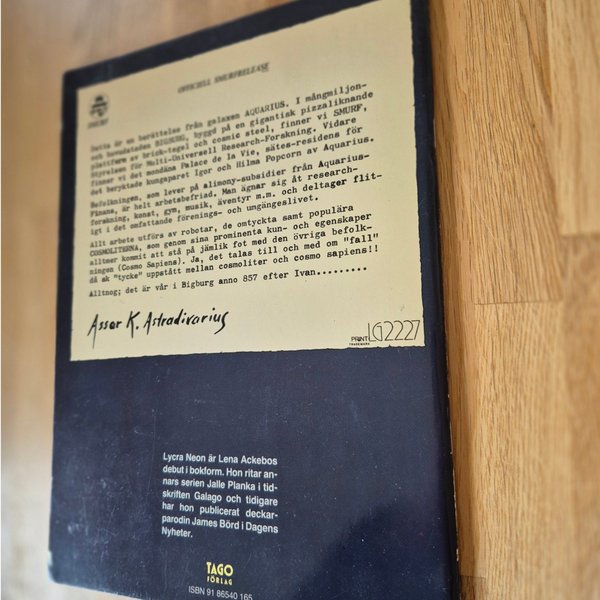 OFFICIELL SMURFRELEASE
SMURF
Detta är en berättelse från galaxen AQUARIUS. I mångmiljon-
och huvudstaden BIGBURG, byggd på en gigantisk pizzaliknande
plattform av brick-tegel och cosmic steel, finner vi SMURF,
Styrelsen för Multi-Universell Research-Forskning. Vidare
finner vi det mondäna Palace de la Vie, sätes-residens för
det beryktade kungaparet Igor och Hilma Popcorn av Aquarius.
Befolkningen, som lever på alimony-subsidier från Aquarius-
Finans, är helt arbetsbefriad. Man ägnar sig åt research-
forskning, konst, gym, musik, äventyr m.m. och deltager flit-
igt i det omfattande förenings- och ungängeslivet.
Allt arbete utföra av robotar, de omtyckta samt populära
COSMOLITERNA, som genom sina prominenta kun- och egenskaper
alltmer kommit att stå på jämlik fot med den övriga befolk-
ningen (Cosmo Sapiens). Ja, det talas till och med om "fall"
då ak "tycke" uppstått mellan cosmoliter och cosmo sapiens!!
Alltnog; det är vår i Bigburg anno 857 efter Ivan.........
Assar K. Astradivarius
PRINT LG2227
TRADEMARK
Lycra Neon är Lena Ackebos
debut i bokform. Hon ritar an-
nars serien Jalle Planka i tid-
skriften Galago och tidigare
har hon publicerat deckar-
parodin James Börd i Dagens
Nyheter.
TAGO
FÖRLAG
ISBN 91 86540 165